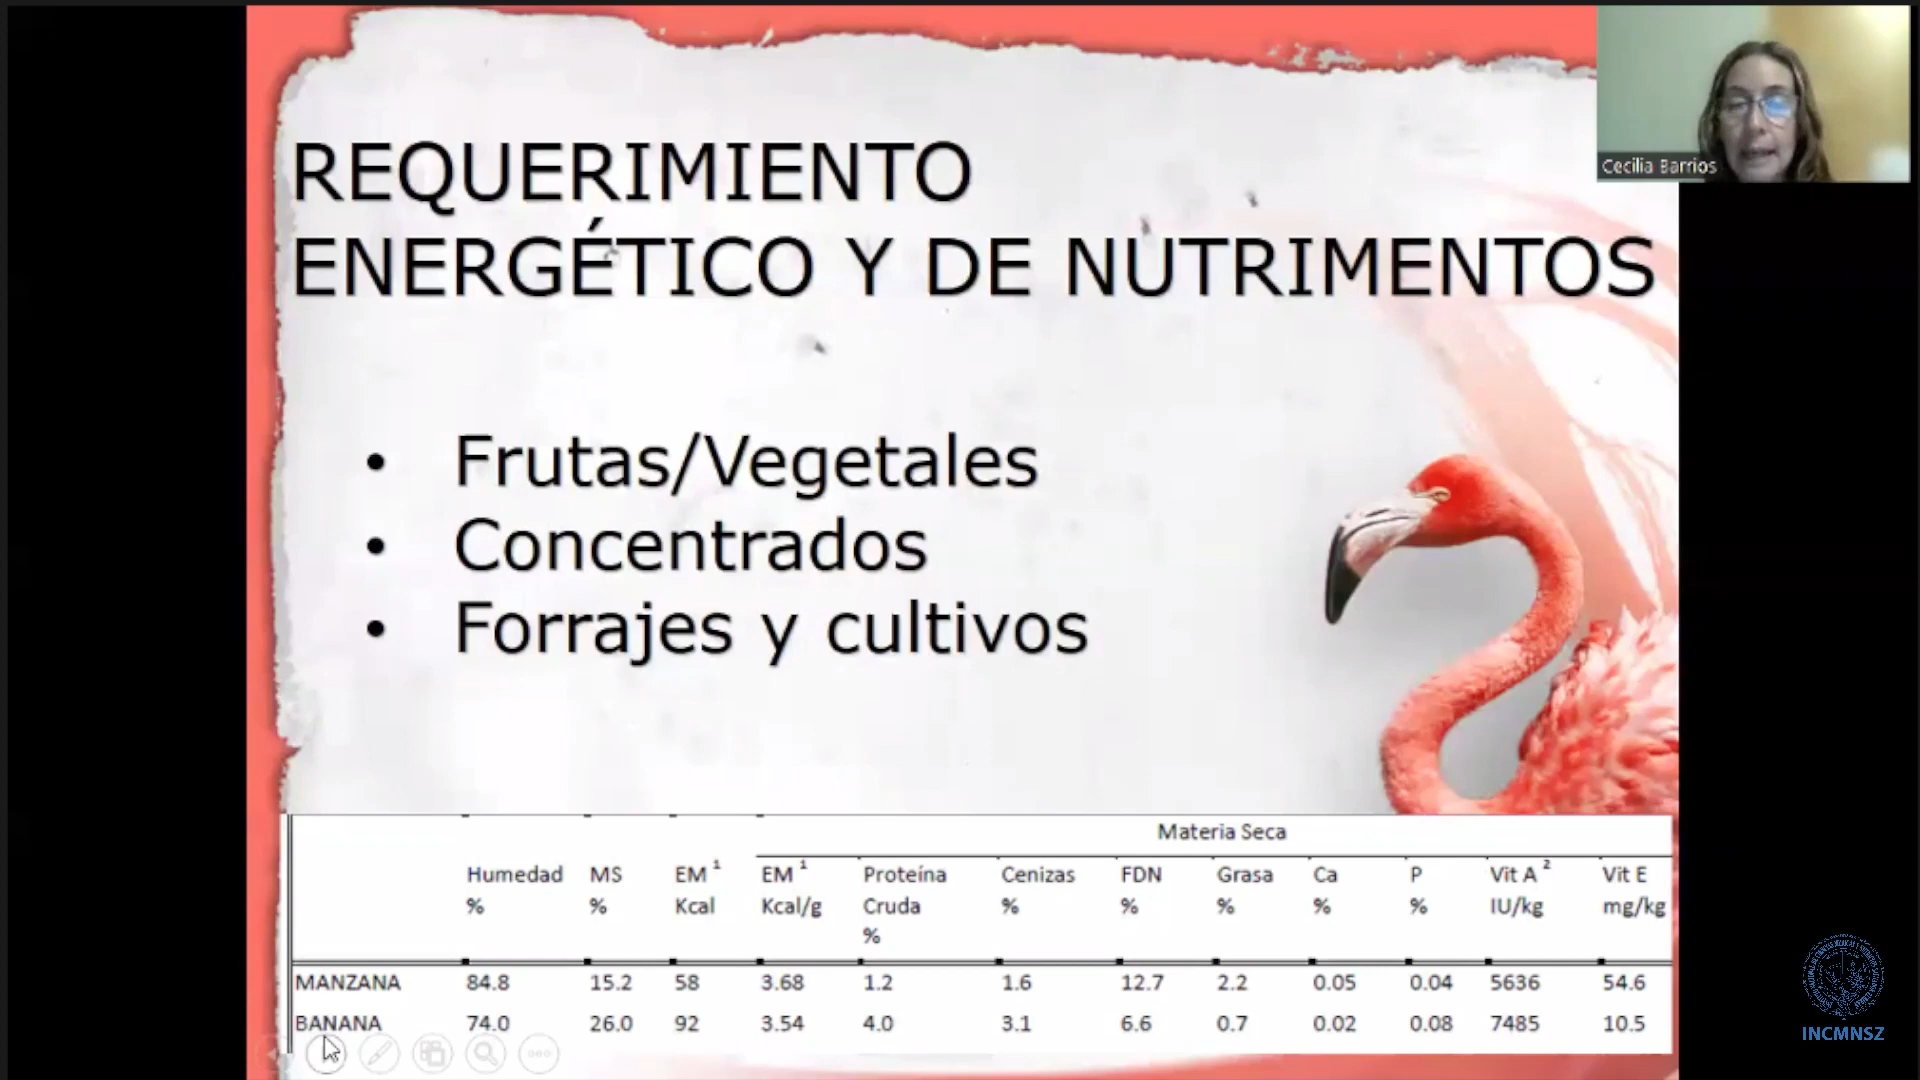 REQUERIMIENTO
ENERGÉTICO Y DE NUTRIMENTOS
Cecilia Barrios
• Frutas/Vegetales
• Concentrados
• Forrajes y cultivos
Materia Seca
Humedad MS EM ¹ EM ¹ Proteína Cenizas FDN Grasa Ca P Vit A ² Vit E
% % Kcal Kcal/g Cruda % % % % % IU/kg mg/kg
%
MANZANA 84.8 15.2 58 3.68 1.2 1.6 12.7 2.2 0.05 0.04 5636 54.6
BANANA 74.0 26.0 92 3.54 4.0 3.1 6.6 0.7 0.02 0.08 7485 10.5
INCMNSZ